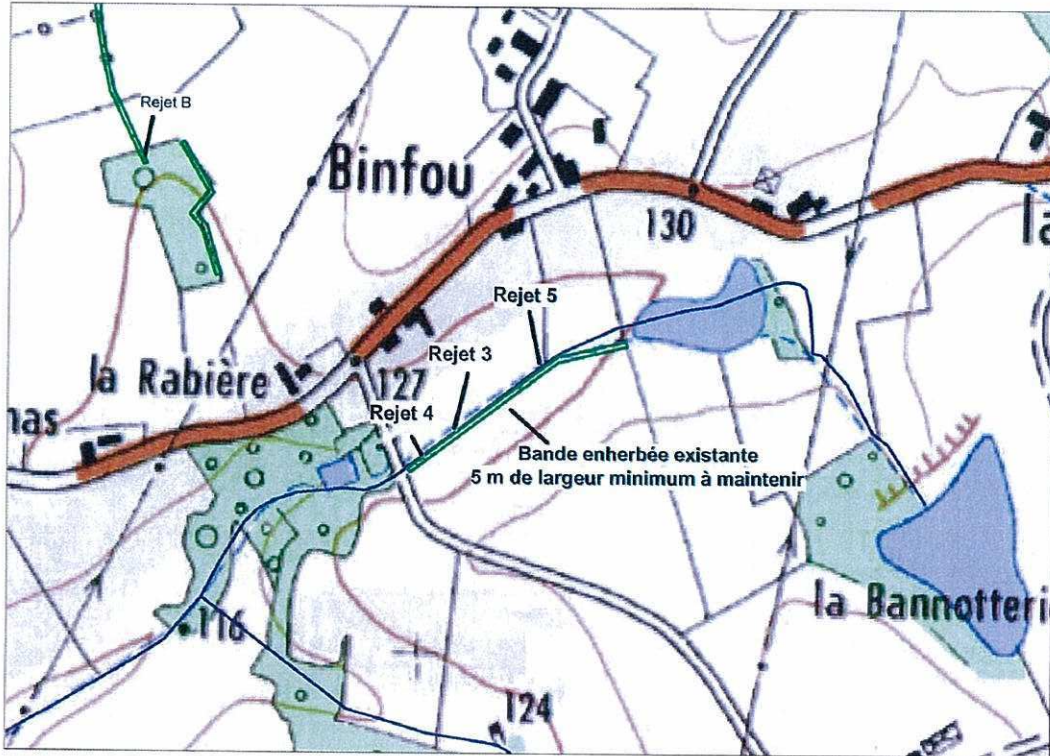 Rejet B
Binfou
130
la
Rejet 5
Rejet 3
la Rabière
127
Rejet 4
nas
Bande enherbée existante
5 m de largeur minimum à maintenir
la Bannotteri
116
124